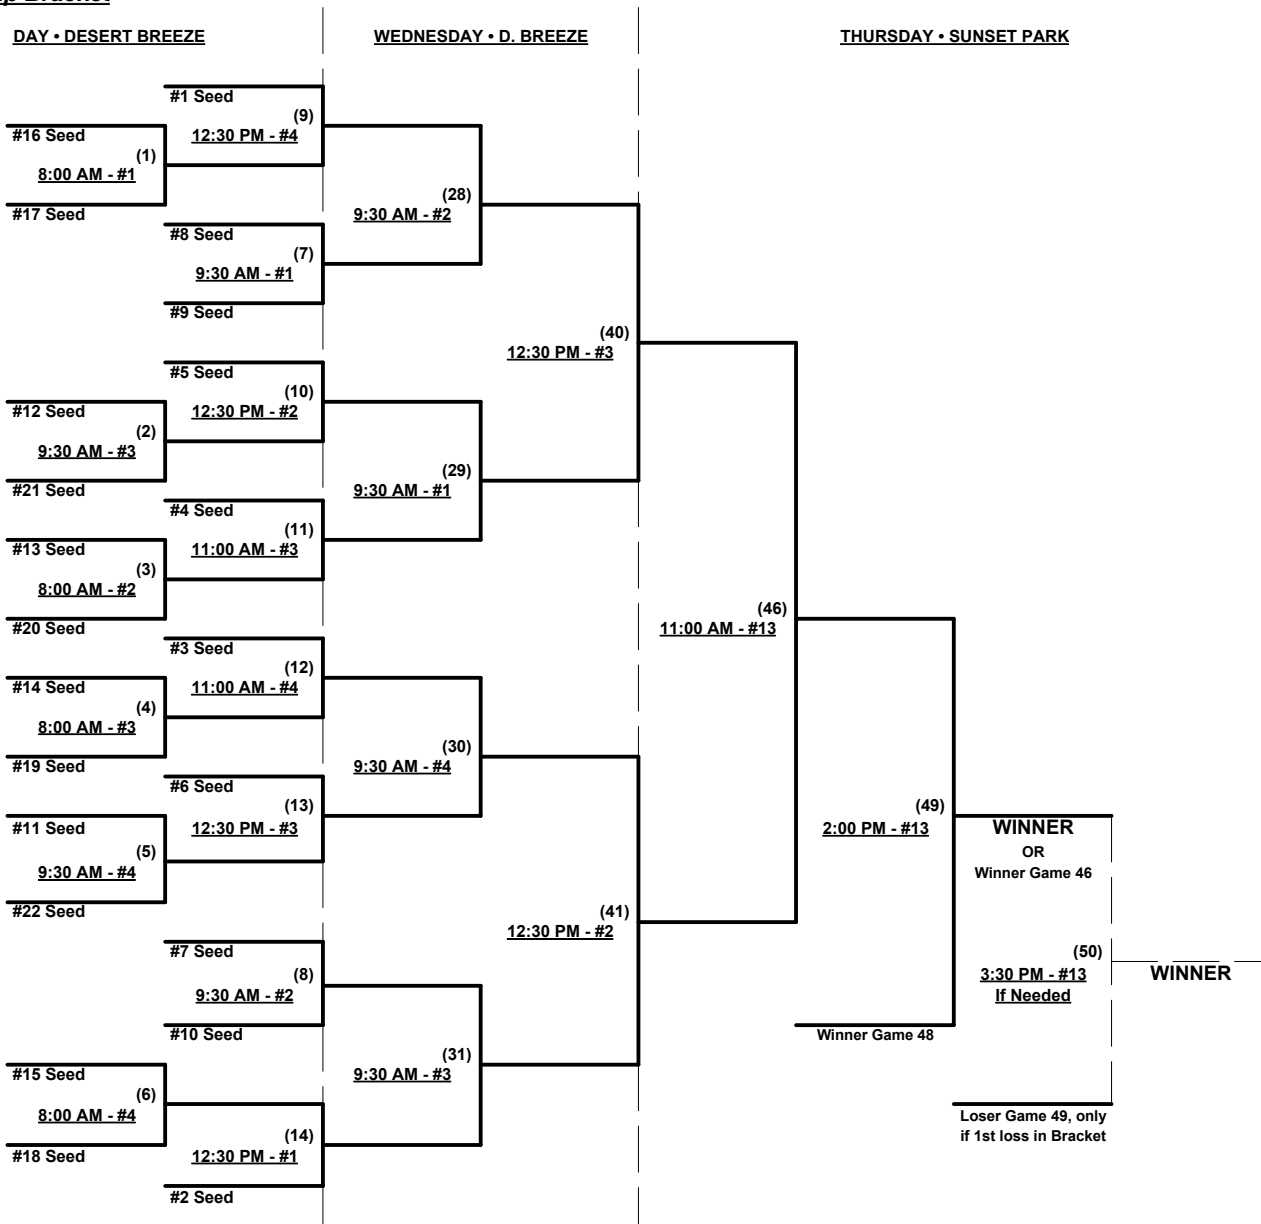 DAY • DESERT BREEZE
WEDNESDAY • D. BREEZE
THURSDAY • SUNSET PARK
#1 Seed
(9)
#16 Seed
12:30 PM - #4
(1)
8:00 AM - #1
(28)
#17 Seed
9:30 AM - #2
#8 Seed
(7)
9:30 AM - #1
#9 Seed
(40)
12:30 PM - #3
#5 Seed
(10)
#12 Seed
12:30 PM - #2
(2)
9:30 AM - #3
(29)
#21 Seed
9:30 AM - #1
#4 Seed
(11)
#13 Seed
11:00 AM - #3
(3)
8:00 AM - #2
(46)
#20 Seed
11:00 AM - #13
#3 Seed
(12)
#14 Seed
11:00 AM - #4
(4)
8:00 AM - #3
(30)
#19 Seed
9:30 AM - #4
#6 Seed
(13)
(49)
#11 Seed
12:30 PM - #3
2:00 PM - #13
WINNER
(5)
OR
9:30 AM - #4
Winner Game 46
#22 Seed
(41)
12:30 PM - #2
#7 Seed
(50)
(8)
3:30 PM - #13
WINNER
9:30 AM - #2
If Needed
#10 Seed
Winner Game 48
(31)
#15 Seed
9:30 AM - #3
(6)
8:00 AM - #4
Loser Game 49, only
(14)
if 1st loss in Bracket
#18 Seed
12:30 PM - #1
#2 Seed